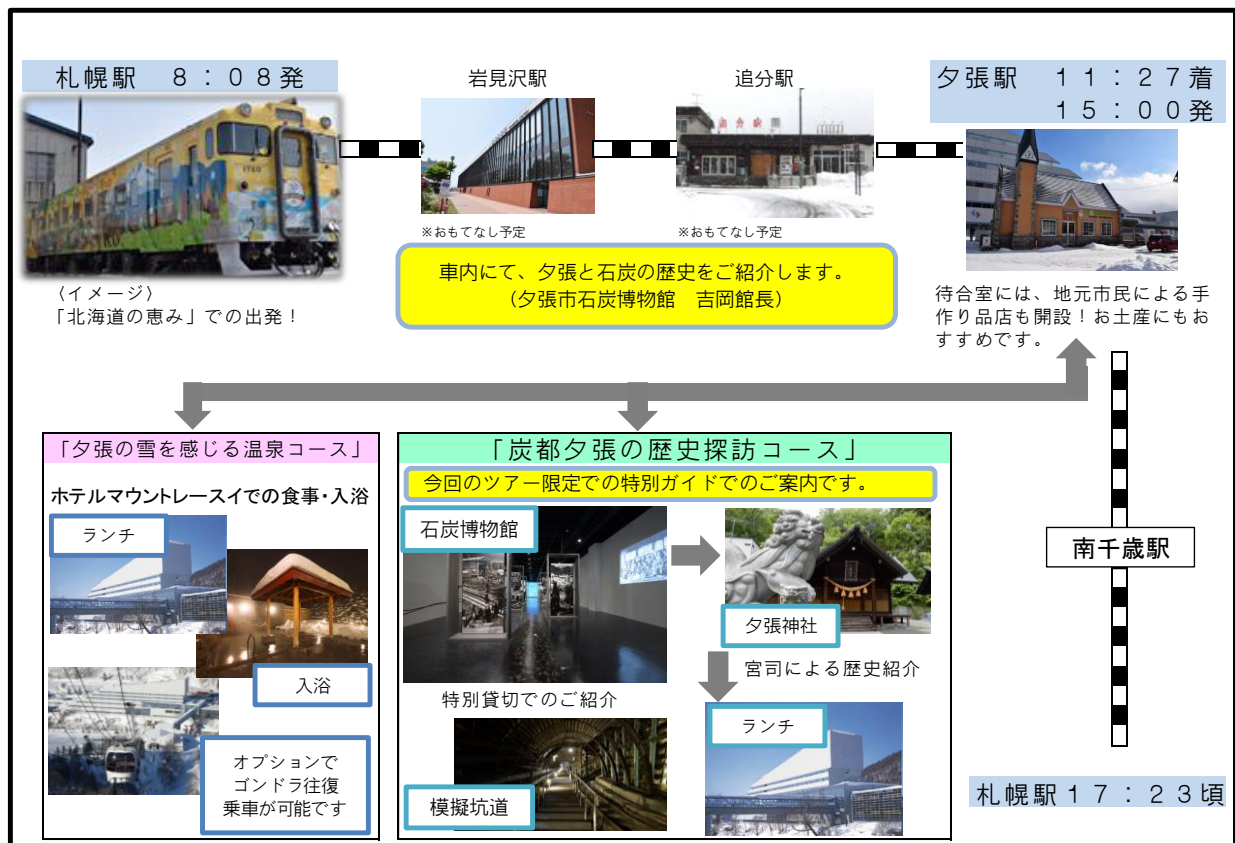 札幌駅　８：０８発
岩見沢駅
追分駅
夕張駅　１１：２７着
１５：００発
※おもてなし予定
※おもてなし予定
車内にて、夕張と石炭の歴史をご紹介します。
（夕張市石炭博物館　吉岡館長）
〈イメージ〉
「北海道の恵み」での出発！
待合室には、地元市民による手
作り品店も開設！お土産にもお
すすめです。
「夕張の雪を感じる温泉コース」
ホテルマウントレースイでの食事・入浴
ランチ
入浴
オプションで
ゴンドラ往復
乗車が可能です
「炭都夕張の歴史探訪コース」
今回のツアー限定での特別ガイドでのご案内です。
石炭博物館
夕張神社
宮司による歴史紹介
特別貸切でのご紹介
模擬坑道
ランチ
南千歳駅
札幌駅１７：２３頃